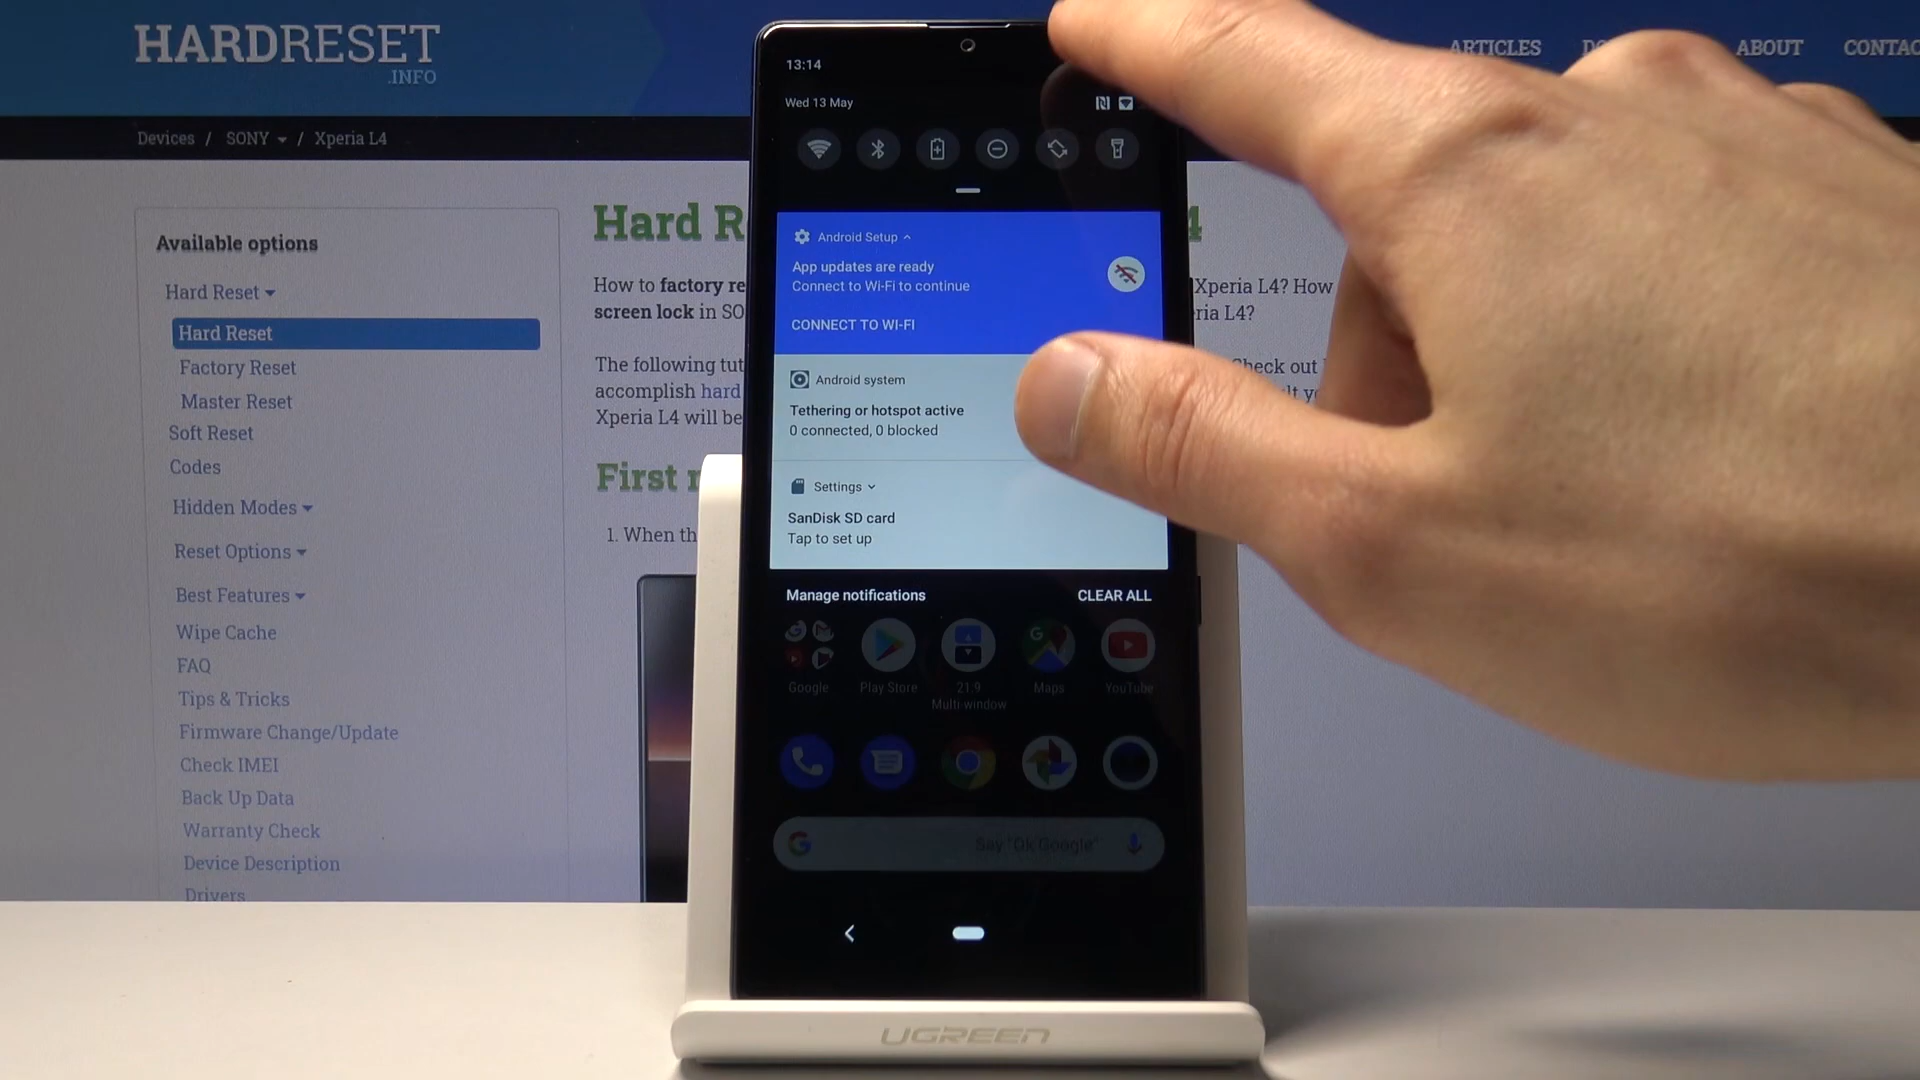 HARDRESET
.INFO
ARTICLES
ABOUT
Devices / SONY / Xperia L4
Available options
Hard Reset
Hard Reset
Factory Reset
Master Reset
Soft Reset
Codes
Hidden Modes
Reset Options
Best Features
Wipe Cache
FAQ
Tips & Tricks
Firmware Change/Update
Check IMEI
Back Up Data
Warranty Check
Device Description
Drivers
Hard R
4
How to factory re
Xperia L4? How
screen lock in SO
ria L4?
The following tut
Check out
accomplish hard
Xperia L4 will be
First
1. When th
13:14
Wed 13 May
Android Setup
App updates are ready
Connect to Wi-Fi to continue
CONNECT TO WI-FI
Android system
Tethering or hotspot active
0 connected, 0 blocked
Settings
SanDisk SD card
Tap to set up
Manage notifications
CLEAR ALL
Google
Play Store
21:9
Multi-window
Maps
YouTube
Say "Ok Google"
UGREEN